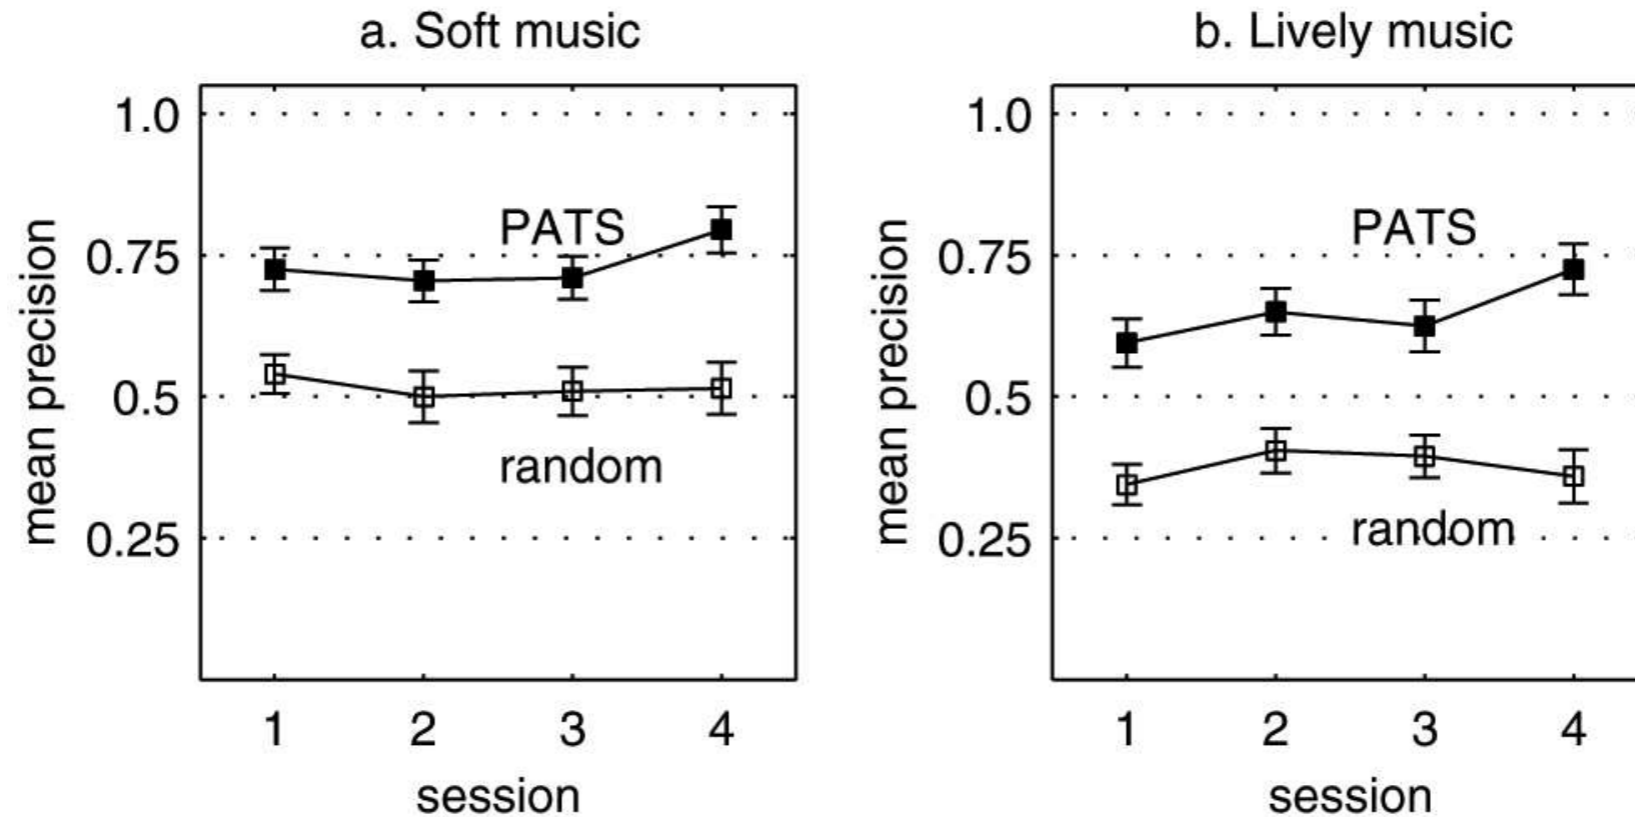 a. Soft music
1.0
0.75
0.5
0.25
mean precision
PATS
random
1 2 3 4
session
b. Lively music
1.0
0.75
0.5
0.25
mean precision
PATS
random
1 2 3 4
session